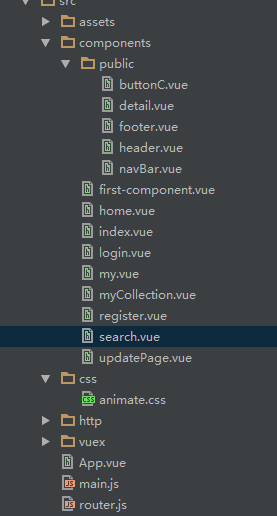 src
assets
components
public
buttonC.vue
detail.vue
footer.vue
header.vue
navBar.vue
first-component.vue
home.vue
index.vue
login.vue
my.vue
myCollection.vue
register.vue
search.vue
updatePage.vue
css
animate.css
http
vuex
App.vue
main.js
router.js